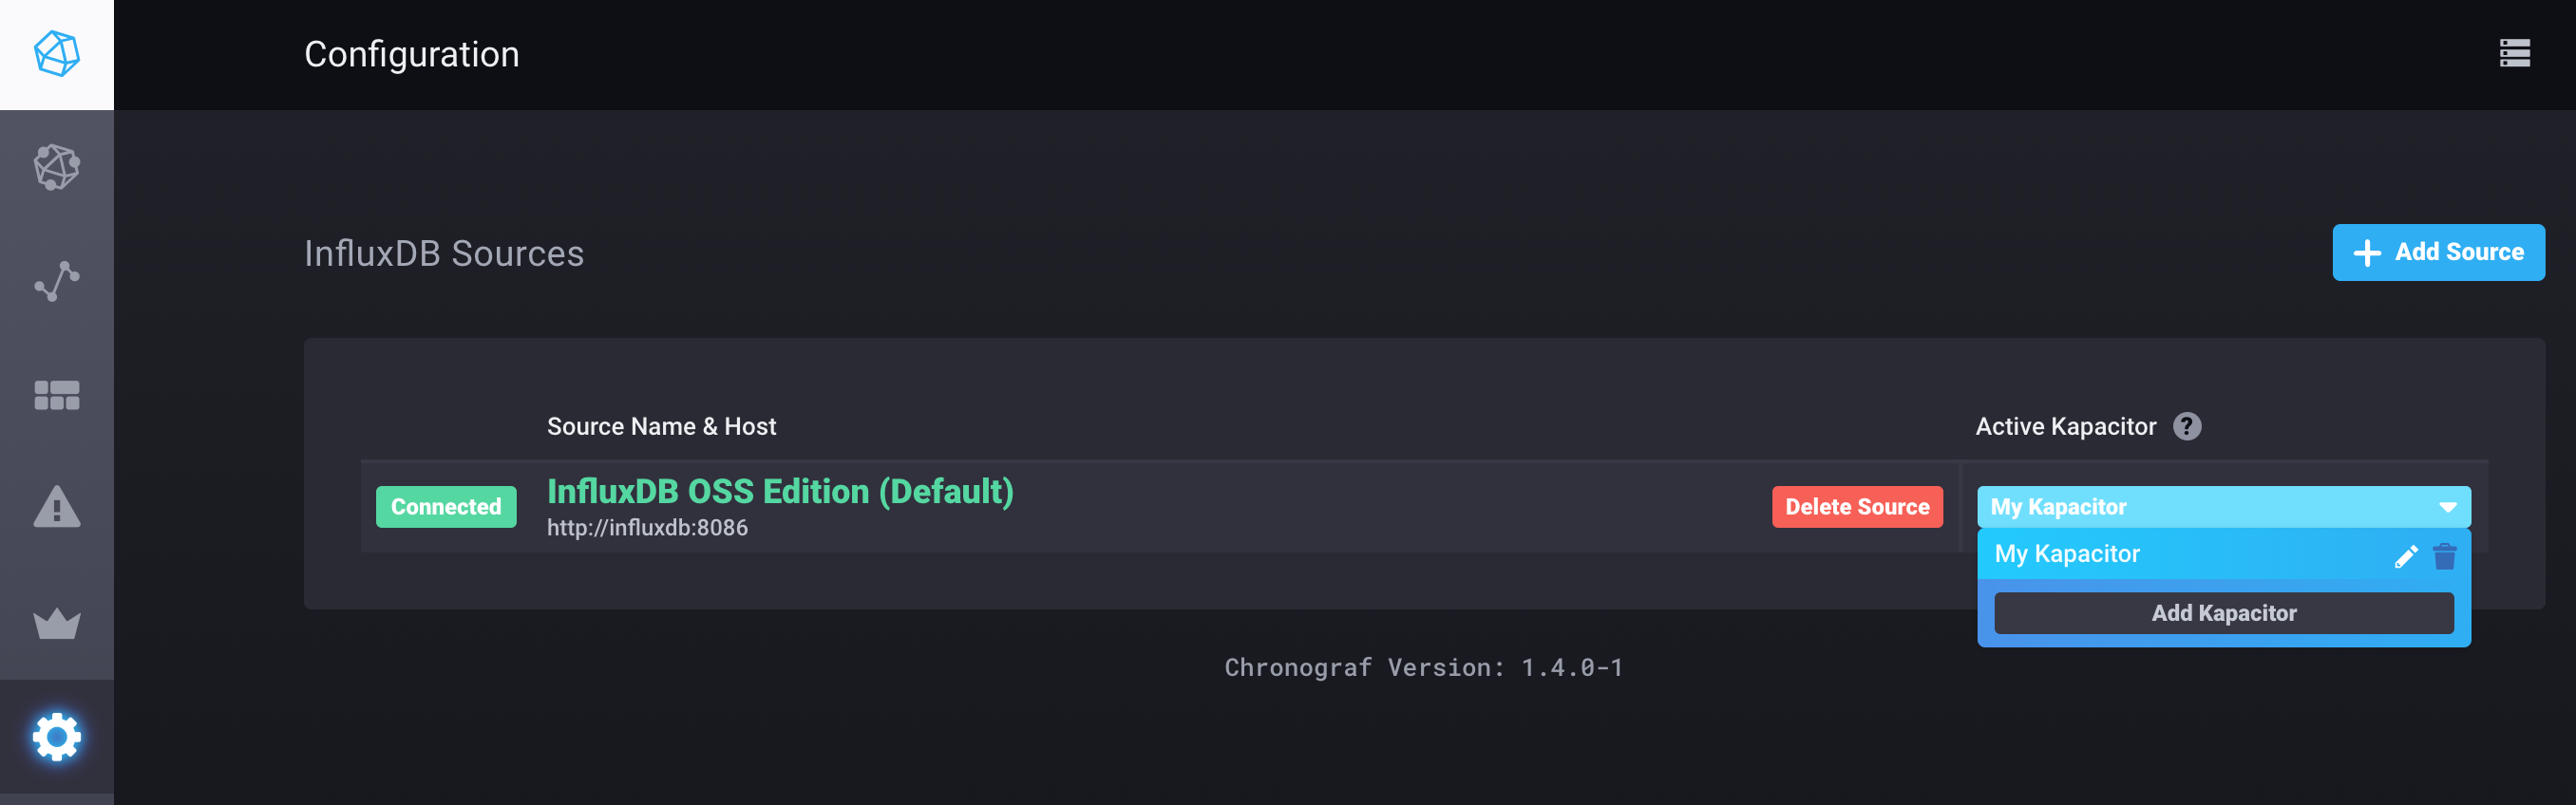 Configuration
InfluxDB Sources
Add Source
Source Name & Host
Active Kapacitor ?
Connected
InfluxDB OSS Edition (Default)
http://influxdb:8086
Delete Source
My Kapacitor
My Kapacitor
Add Kapacitor
Chronograf Version: 1.4.0-1